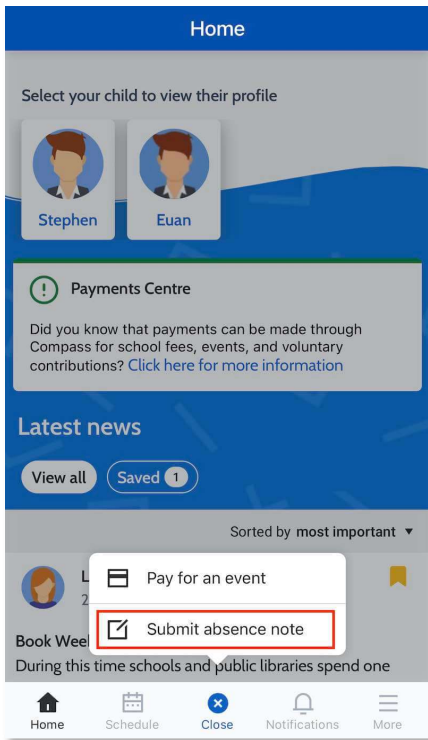 Home
Select your child to view their profile
Stephen
Euan
Payments Centre
Did you know that payments can be made through
Compass for school fees, events, and voluntary
contributions? Click here for more information
Latest news
View all
Saved 1
Sorted by most important
L
2
Pay for an event
Submit absence note
Book Wee
During this time schools and public libraries spend one
Home
Schedule
Close
Notifications
More